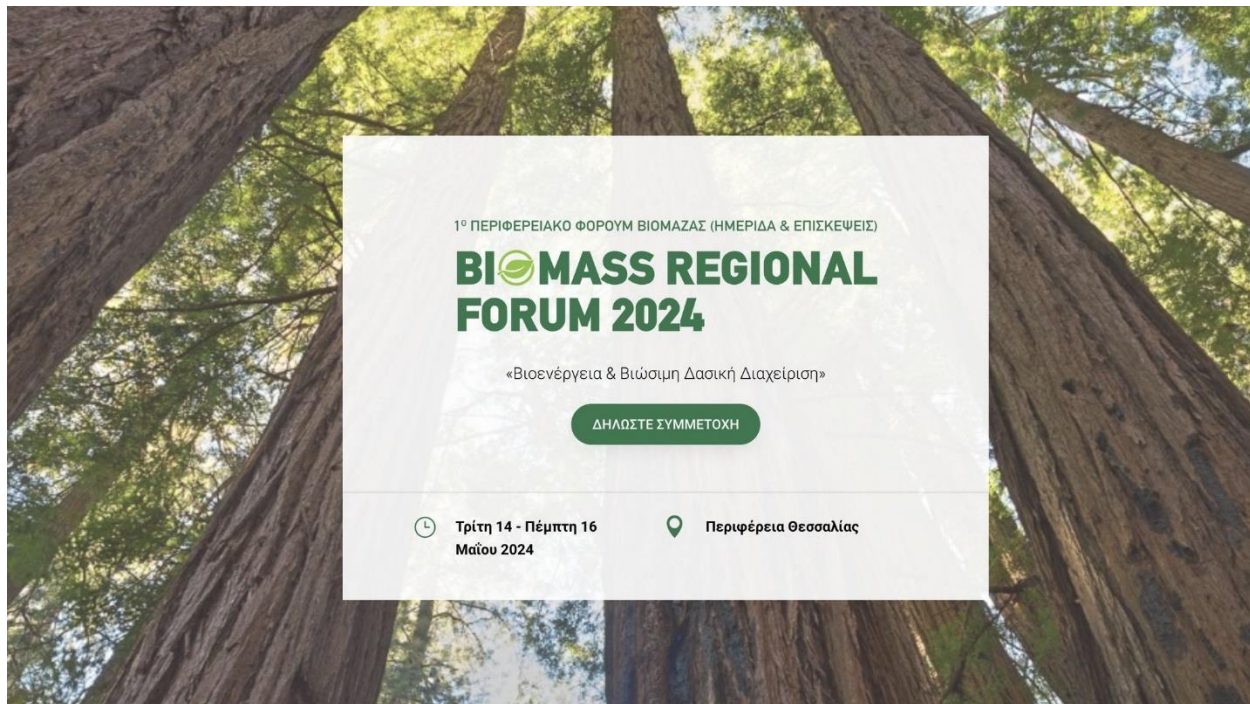 1º ΠΕΡΙΦΕΡΕΙΑΚΟ ΦΟΡΟΥΜ ΒΙΟΜΑΖΑΣ (ΗΜΕΡΙΔΑ & ΕΠΙΣΚΕΨΕΙΣ)
BIOMASS REGIONAL
FORUM 2024
«Βιοενέργεια & Βιώσιμη Δασική Διαχείριση»
ΔΗΛΩΣΤΕ ΣΥΜΜΕΤΟΧΗ
Τρίτη 14 - Πέμπτη 16
Μαΐου 2024
Περιφέρεια Θεσσαλίας